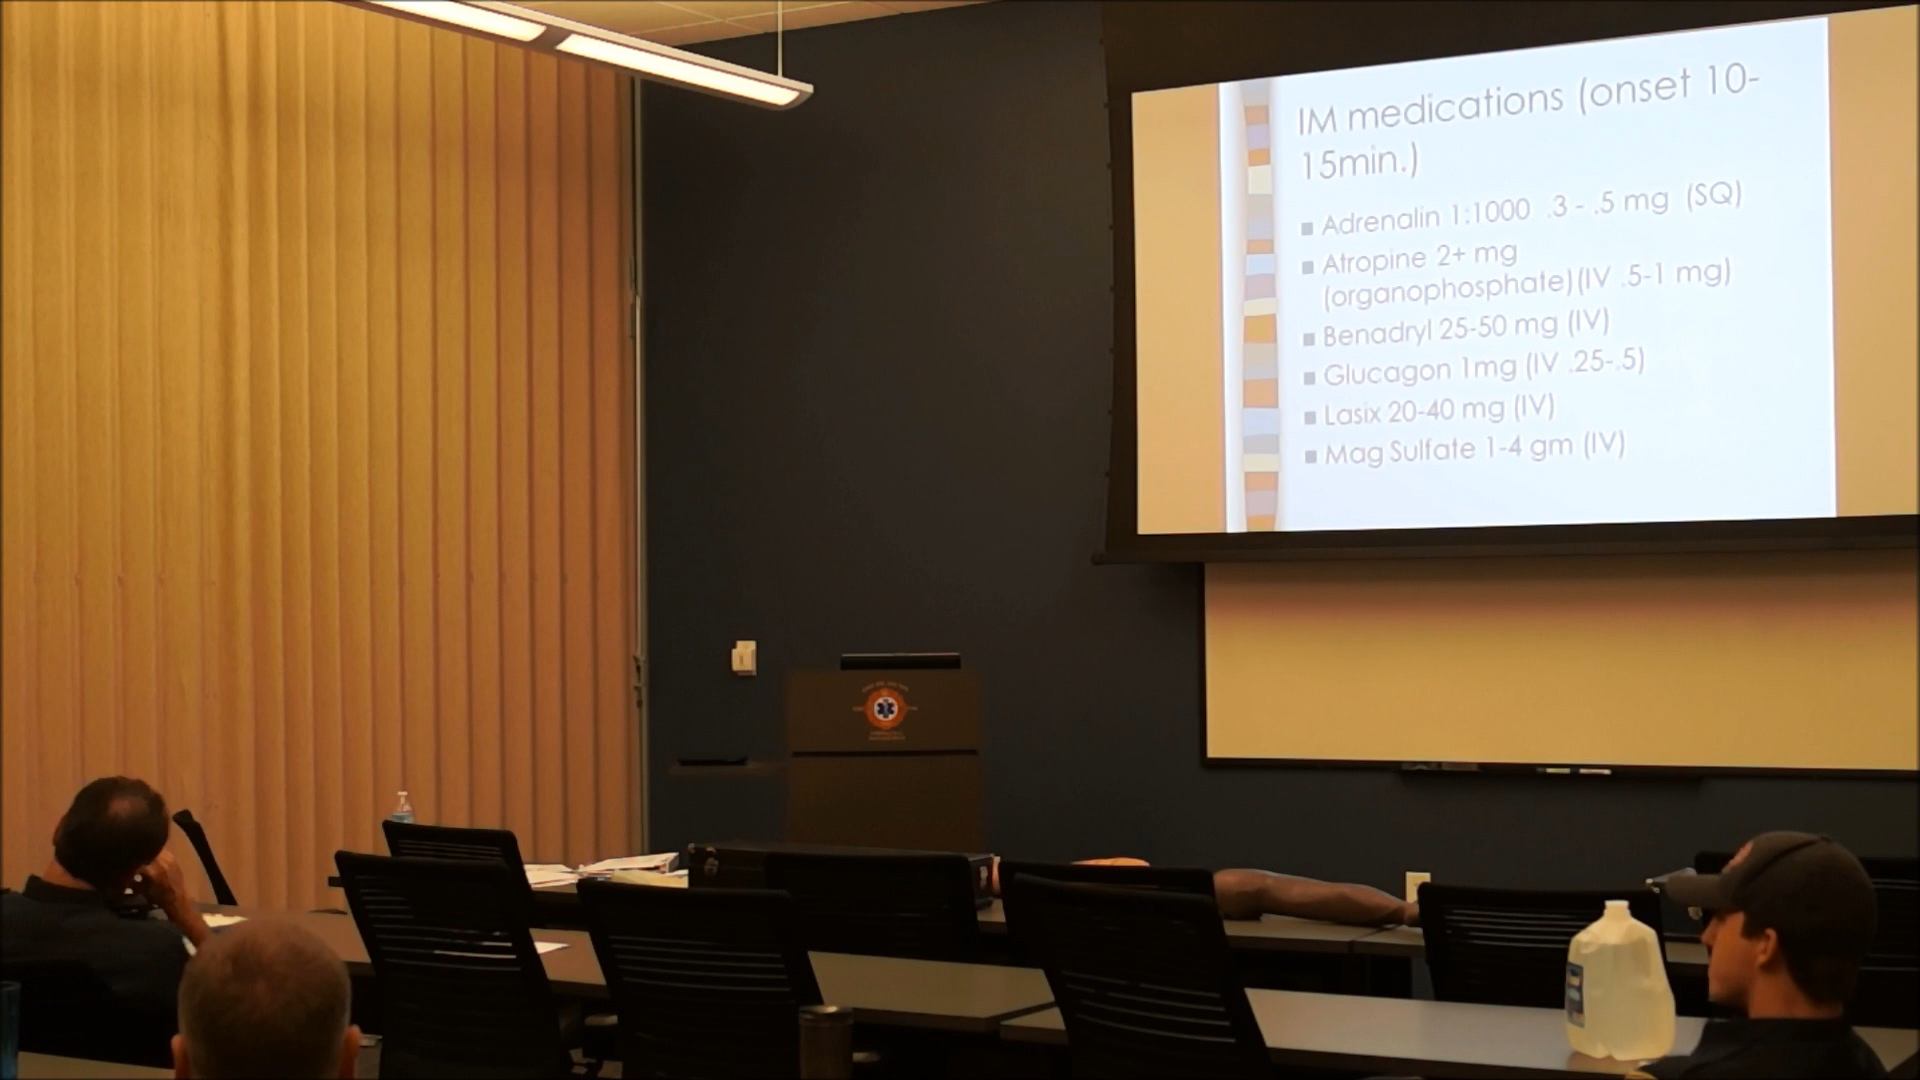 IM medications (onset 10-
15min.)
Adrenalin 1:1000 .3 - .5 mg (SQ)
Atropine 2+ mg
(organophosphate)(IV .5-1 mg)
Benadryl 25-50 mg (IV)
Glucagon 1mg (IV .25-.5)
Lasix 20-40 mg (IV)
Mag Sulfate 1-4 gm (IV)